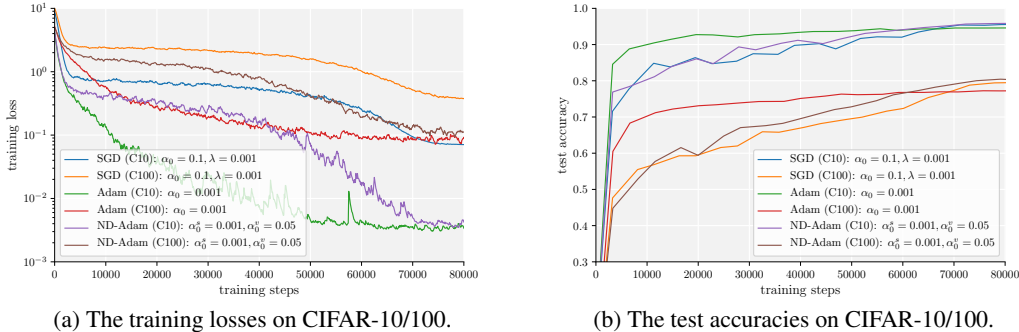 10¹
10⁰
10⁻¹
10⁻²
10⁻³
training loss
SGD (C10): α₀ = 0.1, λ = 0.001
SGD (C100): α₀ = 0.1, λ = 0.001
Adam (C10): α₀ = 0.001
Adam (C100): α₀ = 0.001
ND-Adam (C10): α₀ˢ = 0.001, α₀ᵛ = 0.05
ND-Adam (C100): α₀ˢ = 0.001, α₀ᵛ = 0.05
0 10000 20000 30000 40000 50000 60000 70000 80000
training steps
(a) The training losses on CIFAR-10/100.
1.0
0.9
0.8
0.7
0.6
0.5
0.4
0.3
test accuracy
SGD (C10): α₀ = 0.1, λ = 0.001
SGD (C100): α₀ = 0.1, λ = 0.001
Adam (C10): α₀ = 0.001
Adam (C100): α₀ = 0.001
ND-Adam (C10): α₀ˢ = 0.001, α₀ᵛ = 0.05
ND-Adam (C100): α₀ˢ = 0.001, α₀ᵛ = 0.05
0 10000 20000 30000 40000 50000 60000 70000 80000
training steps
(b) The test accuracies on CIFAR-10/100.